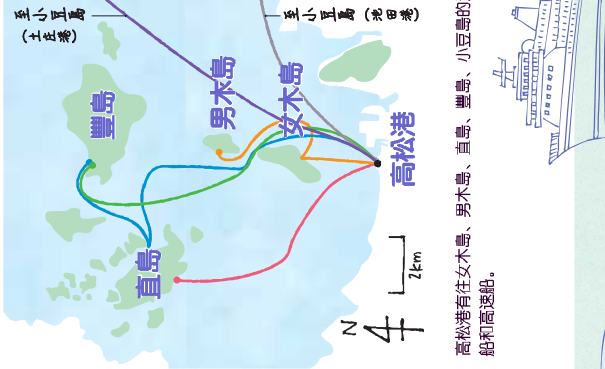 至小豆島
（土庄港）
至小豆島（池田港）
豐島
男木島
女木島
直島
高松港
2km
N
高松港有往女木島、男木島、直島、豐島、小豆島的
船和高速船。